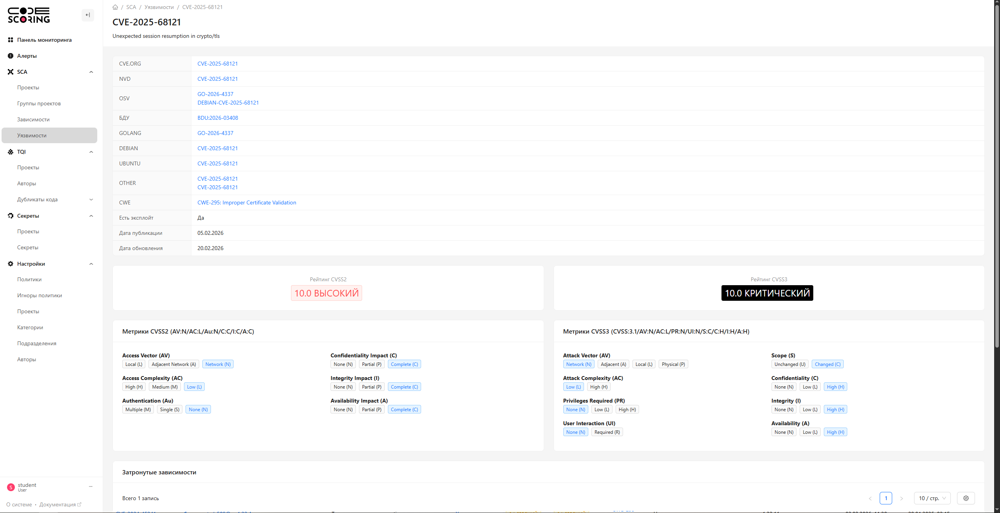 CODE
SCORING
Панель мониторинга
Алерты
SCA
Проекты
Группы проектов
Зависимости
Уязвимости
TQI
Проекты
Авторы
Дубликаты кода
Секреты
Проекты
Секреты
Настройки
Политики
Игноры политики
Проекты
Категории
Подразделения
Авторы
S student
User
...
О системе · Документация
/ SCA / Уязвимости / CVE-2025-68121
CVE-2025-68121
Unexpected session resumption in crypto/tls
CVE.ORG CVE-2025-68121
NVD CVE-2025-68121
OSV GO-2026-4337
DEBIAN-CVE-2025-68121
БДУ BDU:2026-03408
GOLANG GO-2026-4337
DEBIAN CVE-2025-68121
UBUNTU CVE-2025-68121
OTHER CVE-2025-68121
CVE-2025-68121
CWE CWE-295: Improper Certificate Validation
Есть эксплойт Да
Дата публикации 05.02.2026
Дата обновления 20.02.2026
Рейтинг CVSS2
10.0 ВЫСОКИЙ
Рейтинг CVSS3
10.0 КРИТИЧЕСКИЙ
Метрики CVSS2 (AV:N/AC:L/Au:N/C:C/I:C/A:C)
Access Vector (AV)
Local (L) Adjacent Network (A) Network (N)
Access Complexity (AC)
High (H) Medium (M) Low (L)
Authentication (Au)
Multiple (M) Single (S) None (N)
Confidentiality Impact (C)
None (N) Partial (P) Complete (C)
Integrity Impact (I)
None (N) Partial (P) Complete (C)
Availability Impact (A)
None (N) Partial (P) Complete (C)
Метрики CVSS3 (CVSS:3.1/AV:N/AC:L/PR:N/UI:N/S:C/C:H/I:H/A:H)
Attack Vector (AV)
Network (N) Adjacent (A) Local (L) Physical (P)
Attack Complexity (AC)
Low (L) High (H)
Privileges Required (PR)
None (N) Low (L) High (H)
User Interaction (UI)
None (N) Required (R)
Scope (S)
Unchanged (U) Changed (C)
Confidentiality (C)
None (N) Low (L) High (H)
Integrity (I)
None (N) Low (L) High (H)
Availability (A)
None (N) Low (L) High (H)
Затронутые зависимости
Всего 1 запись
1
10 / стр.